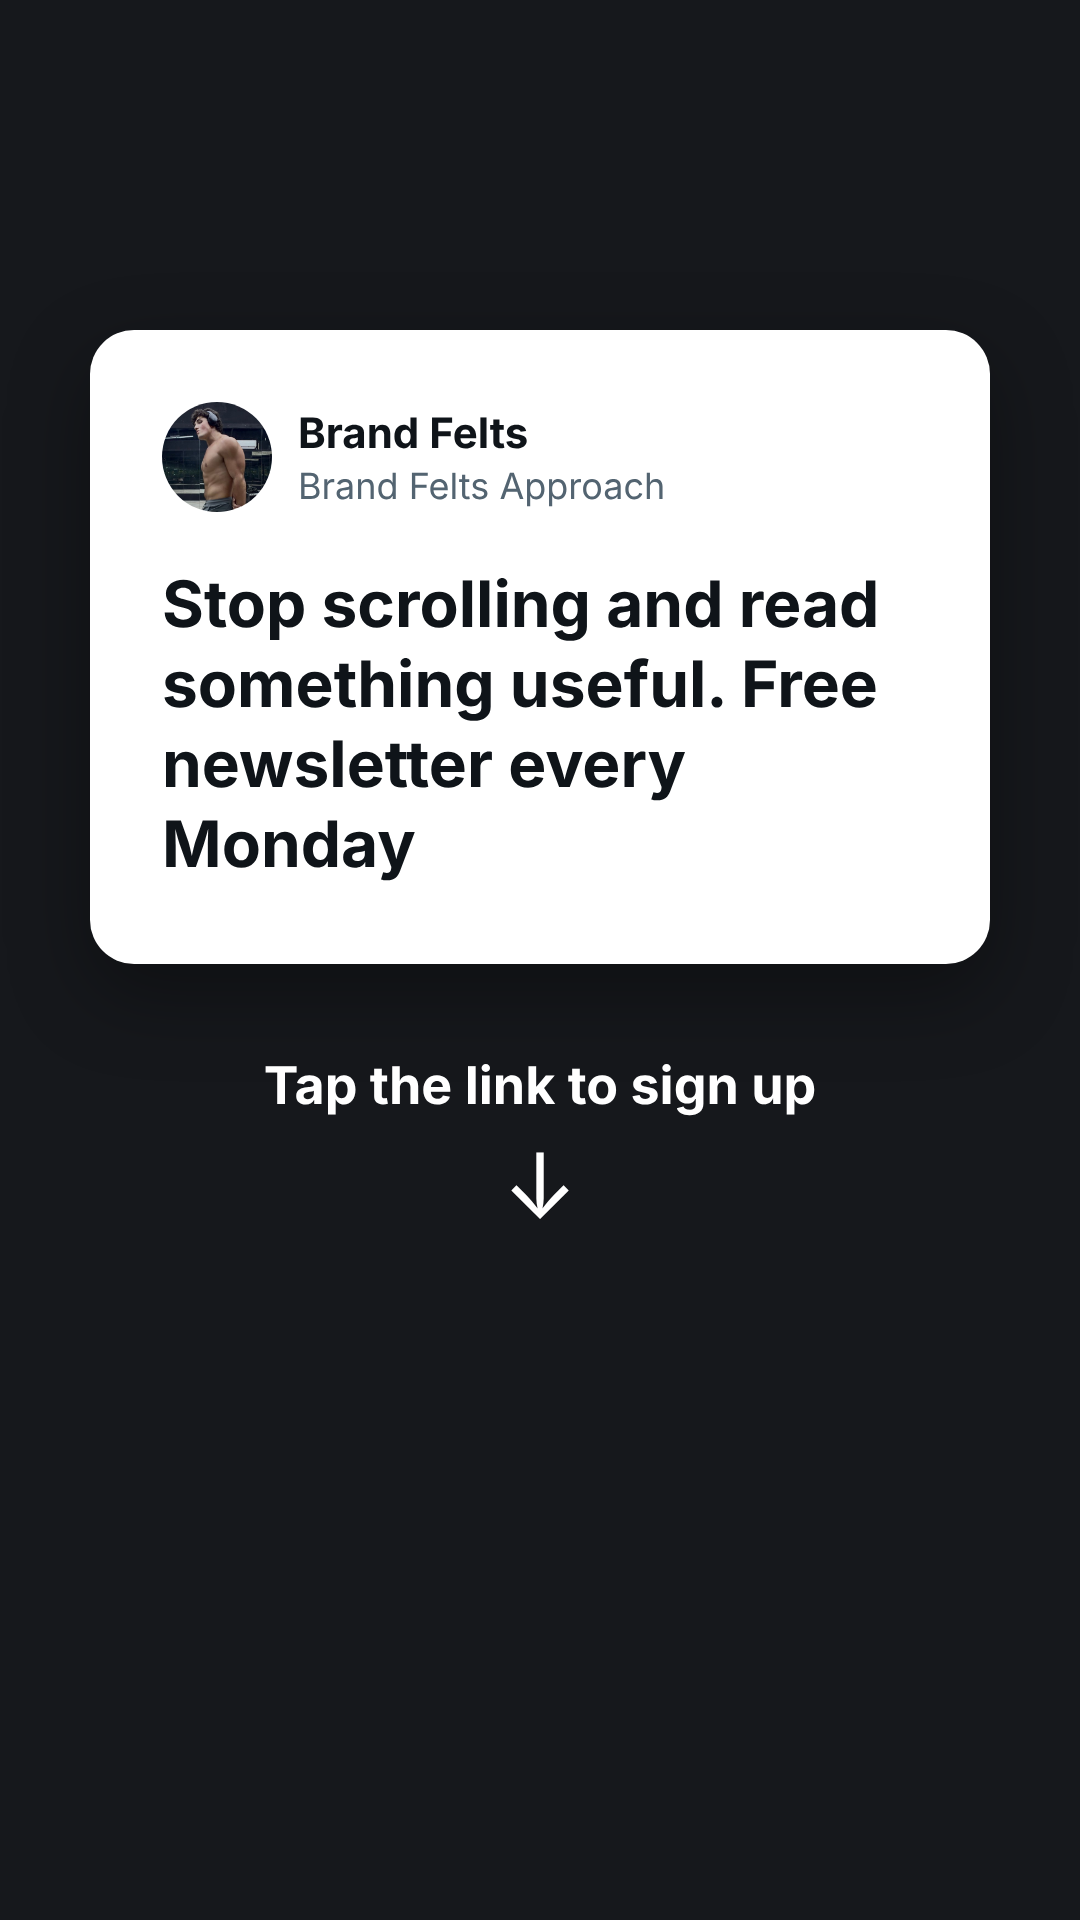 Brand Felts
Brand Felts Approach
Stop scrolling and read
something useful. Free
newsletter every
Monday
Tap the link to sign up